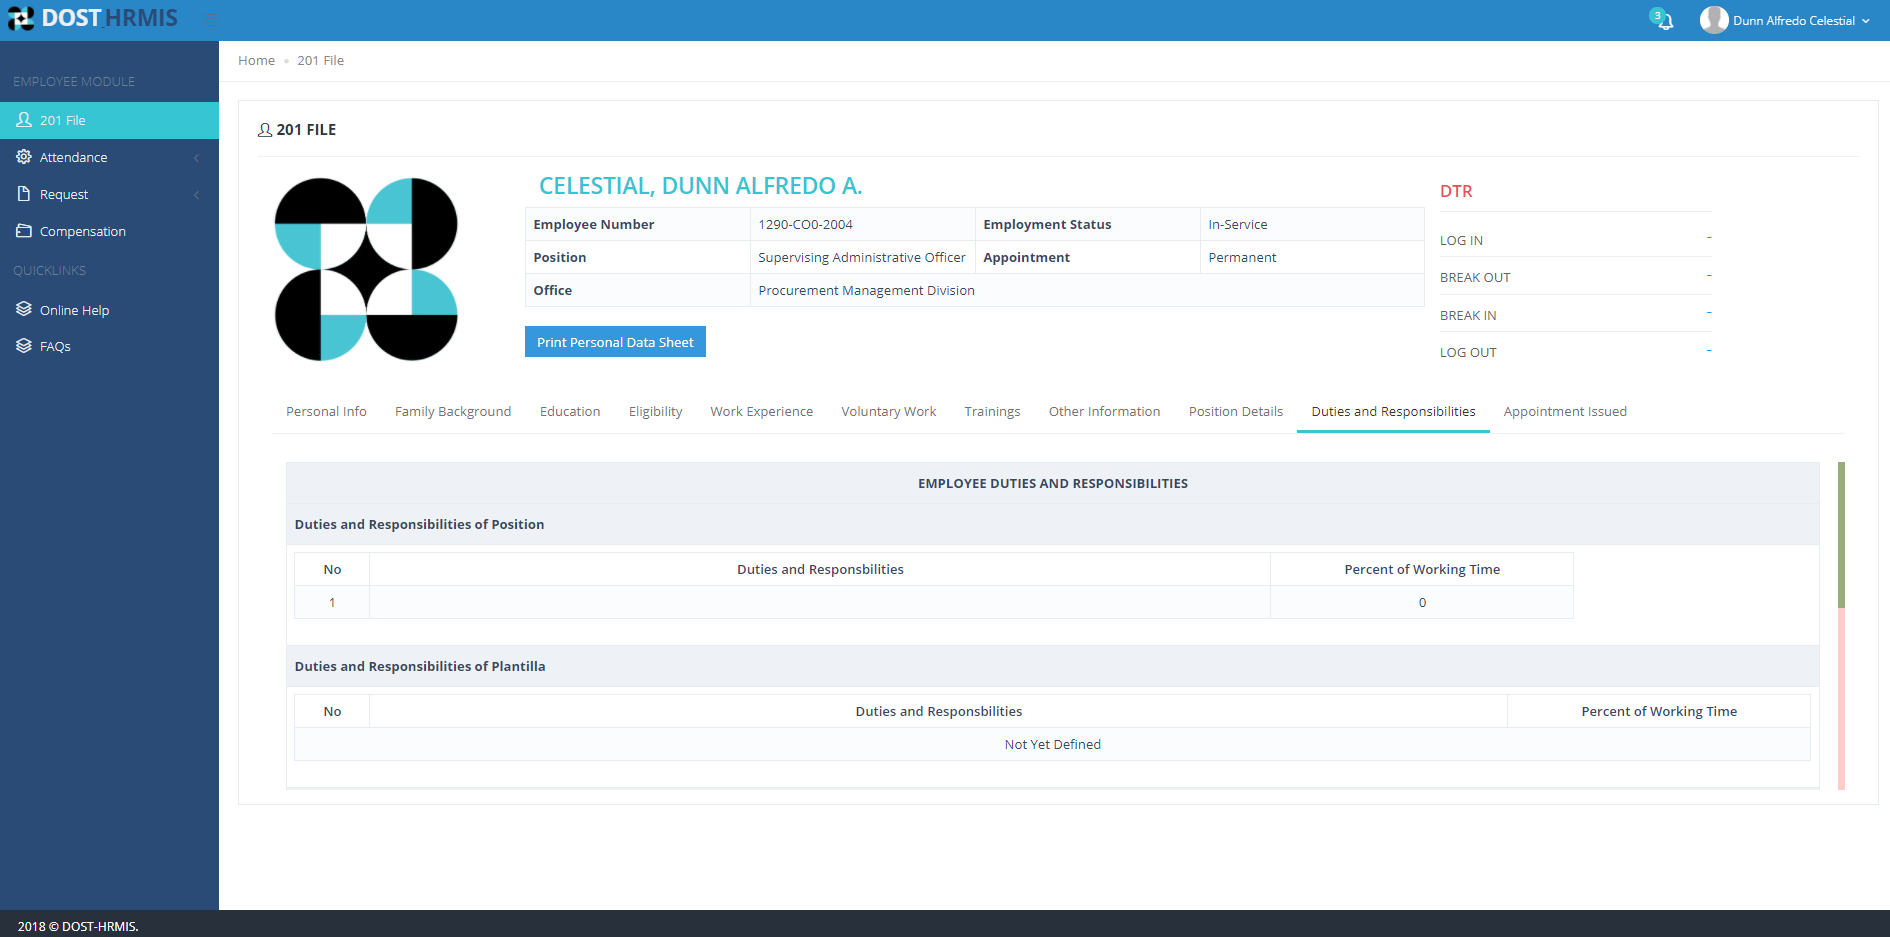 DOST_HRMIS
3
Dunn Alfredo Celestial
Home • 201 File
EMPLOYEE MODULE
201 File
Attendance
Request
Compensation
QUICKLINKS
Online Help
FAQs
201 FILE
CELESTIAL, DUNN ALFREDO A.
Employee Number 1290-CO0-2004 Employment Status In-Service
Position Supervising Administrative Officer Appointment Permanent
Office Procurement Management Division
Print Personal Data Sheet
DTR
LOG IN -
BREAK OUT -
BREAK IN -
LOG OUT -
Personal Info Family Background Education Eligibility Work Experience Voluntary Work Trainings Other Information Position Details Duties and Responsibilities Appointment Issued
EMPLOYEE DUTIES AND RESPONSIBILITIES
Duties and Responsibilities of Position
No Duties and Responsbilities Percent of Working Time
1 0
Duties and Responsibilities of Plantilla
No Duties and Responsbilities Percent of Working Time
Not Yet Defined
2018 © DOST-HRMIS.